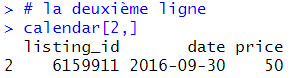 > # la deuxième ligne
> calendar[2,]
  listing_id       date price
2    6159911 2016-09-30    50